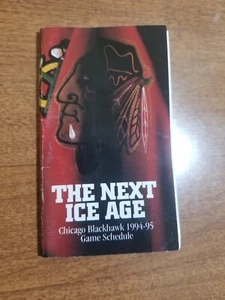 THE NEXT
ICE AGE
Chicago Blackhawk 1994-95
Game Schedule